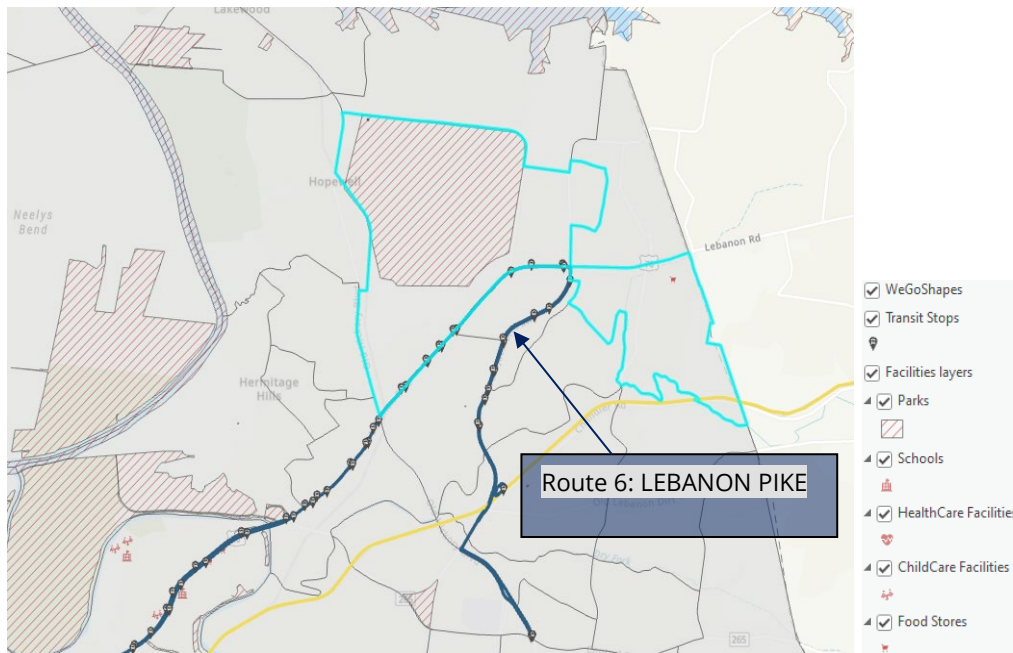 Lakewood
Hopewell
Neelys
Bend
Lebanon Rd
70
Hermitage
Hills
Route 6: LEBANON PIKE
265
WeGoShapes
Transit Stops
Facilities layers
Parks
Schools
HealthCare Facilities
ChildCare Facilities
Food Stores